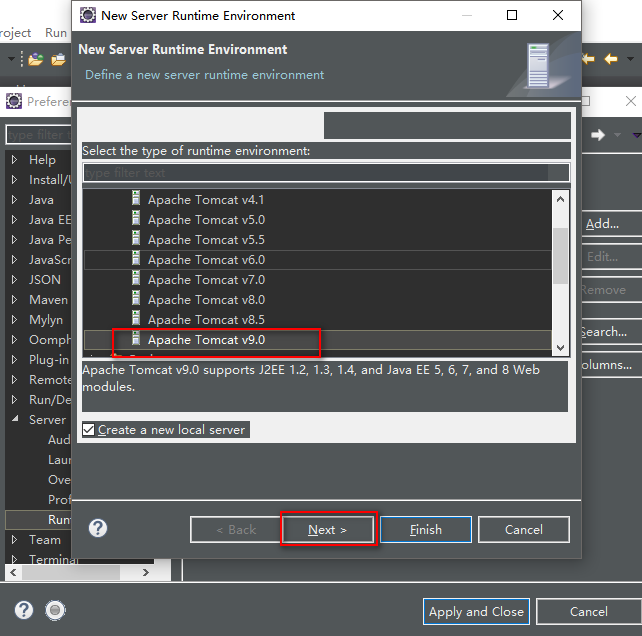 New Server Runtime Environment
roject Run
New Server Runtime Environment
Define a new server runtime environment
Prefere
type filter te
Select the type of runtime environment:
type filter text
Help
Install/U
Java
Java EE
Java Pe
JavaScr
JSON
Maven
Mylyn
Oomph
Plug-in
Remote
Run/De
Server
Aud
Laur
Ove
Prof
Runt
Team
Terminal
Apache Tomcat v4.1
Apache Tomcat v5.0
Apache Tomcat v5.5
Apache Tomcat v6.0
Apache Tomcat v7.0
Apache Tomcat v8.0
Apache Tomcat v8.5
Apache Tomcat v9.0
Apache Tomcat v9.0 supports J2EE 1.2, 1.3, 1.4, and Java EE 5, 6, 7, and 8 Web
modules.
Create a new local server
Add...
Edit...
Remove
Search...
olumns...
< Back Next > Finish Cancel
Apply and Close Cancel